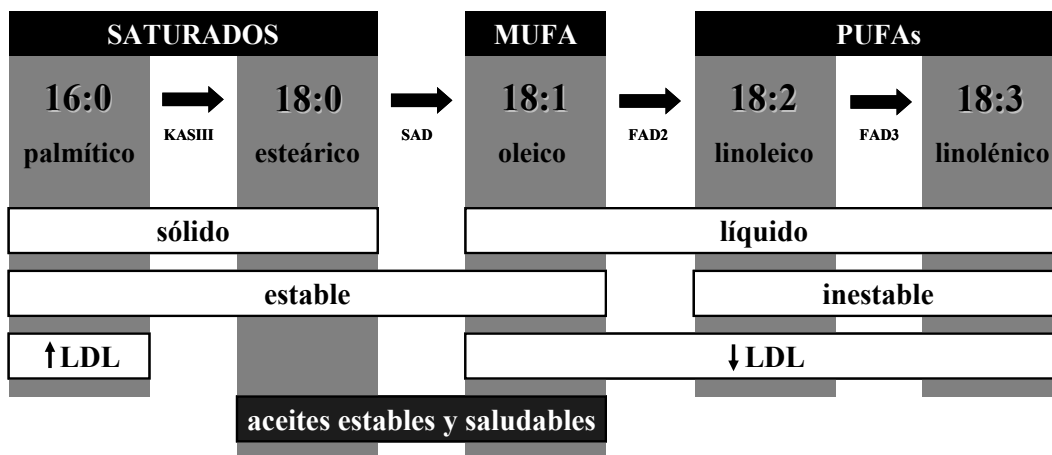 SATURADOS MUFA PUFAs
16:0 18:0 18:1 18:2 18:3
KASIII SAD FAD2 FAD3
palmítico esteárico oleico linoleico linolénico
sólido líquido
estable inestable
↑LDL ↓LDL
aceites estables y saludables